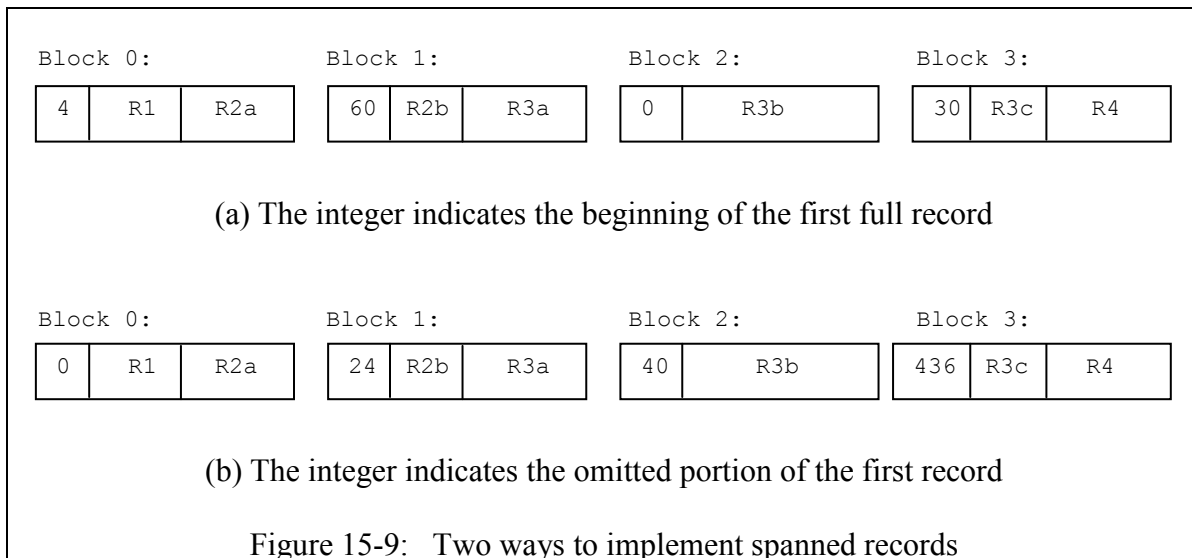 Block 0: Block 1: Block 2: Block 3:
4 R1 R2a 60 R2b R3a 0 R3b 30 R3c R4
(a) The integer indicates the beginning of the first full record
Block 0: Block 1: Block 2: Block 3:
0 R1 R2a 24 R2b R3a 40 R3b 436 R3c R4
(b) The integer indicates the omitted portion of the first record
Figure 15-9: Two ways to implement spanned records